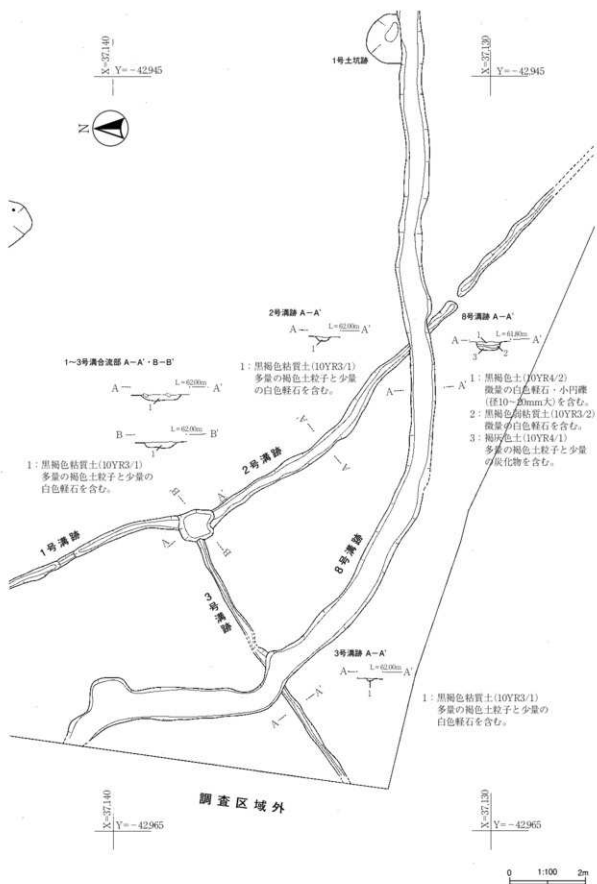 X=37.140
Y=−42.945
1号土坑跡
X=37.130
Y=−42.945
N
2号溝跡 A−A'
A
L=62.00m
A'
1
1：黒褐色粘質土(10YR3/1)
多量の褐色土粒子と少量
の白色軽石を含む。
8号溝跡 A−A'
A
L=61.80m
A'
1
3
2
1：黒褐色土(10YR4/2)
微量の白色軽石・小円礫
(径10～20mm大)を含む。
2：黒褐色弱粘質土(10YR3/2)
微量の白色軽石を含む。
3：褐灰色土(10YR4/1)
多量の褐色土粒子と少量
の炭化物を含む。
1～3号溝合流部 A−A'・B−B'
A
L=62.00m
A'
1
B
L=62.00m
B'
1
1：黒褐色粘質土(10YR3/1)
多量の褐色土粒子と少量の
白色軽石を含む。
A
A'
2号溝跡
A'
A
B
A'
A
B'
1号溝跡
3号溝跡
8号溝跡
3号溝跡 A−A'
A
L=62.00m
A'
1
1：黒褐色粘質土(10YR3/1)
多量の褐色土粒子と少量の
白色軽石を含む。
A
A'
調査区域外
X=37.140
Y=−42.965
X=37.130
Y=−42.965
0 1:100 2m